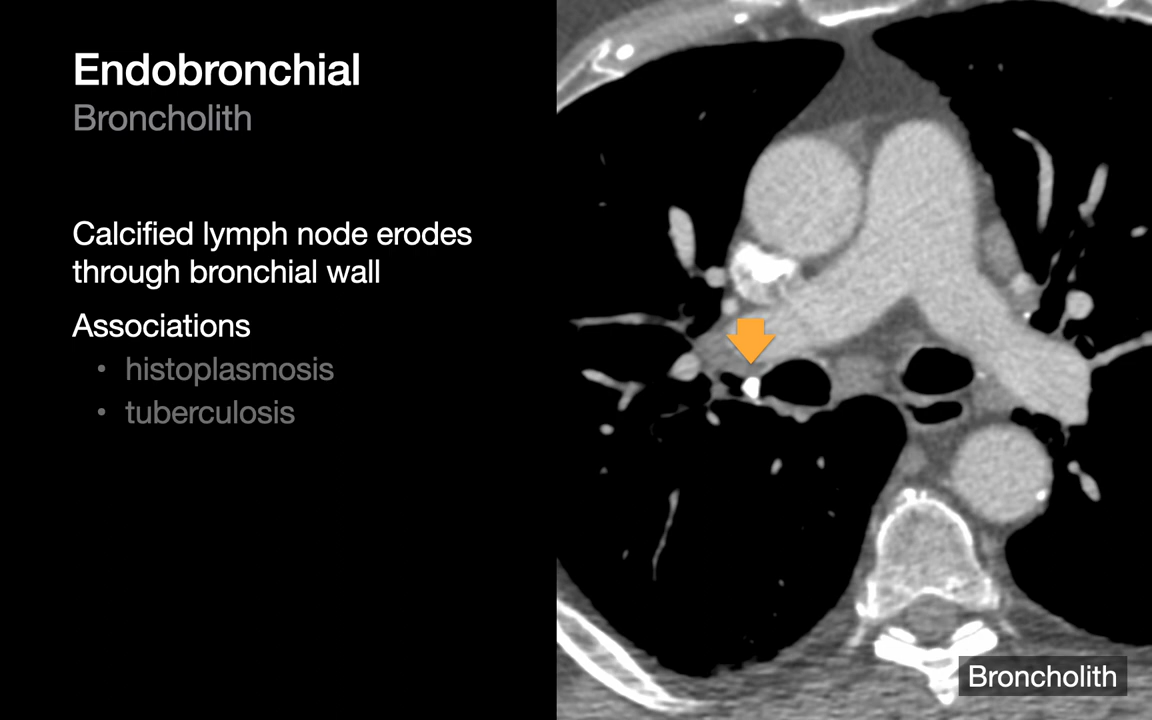 Endobronchial
Broncholith
Calcified lymph node erodes
through bronchial wall
Associations
• histoplasmosis
• tuberculosis
Broncholith